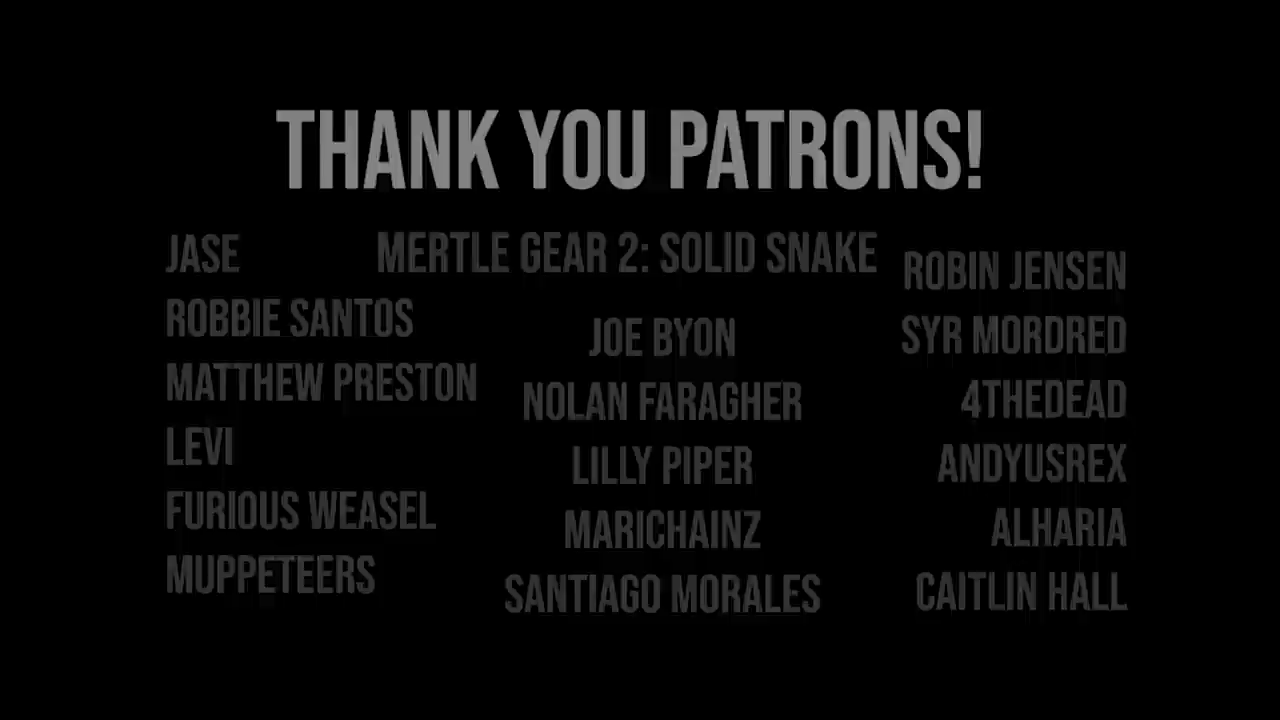 THANK YOU PATRONS!
JASE
ROBBIE SANTOS
MATTHEW PRESTON
LEVI
FURIOUS WEASEL
MUPPETEERS
MERTLE GEAR 2: SOLID SNAKE
JOE BYON
NOLAN FARAGHER
LILLY PIPER
MARICHAINZ
SANTIAGO MORALES
ROBIN JENSEN
SYR MORDRED
4THEDEAD
ANDYUSREX
ALHARIA
CAITLIN HALL